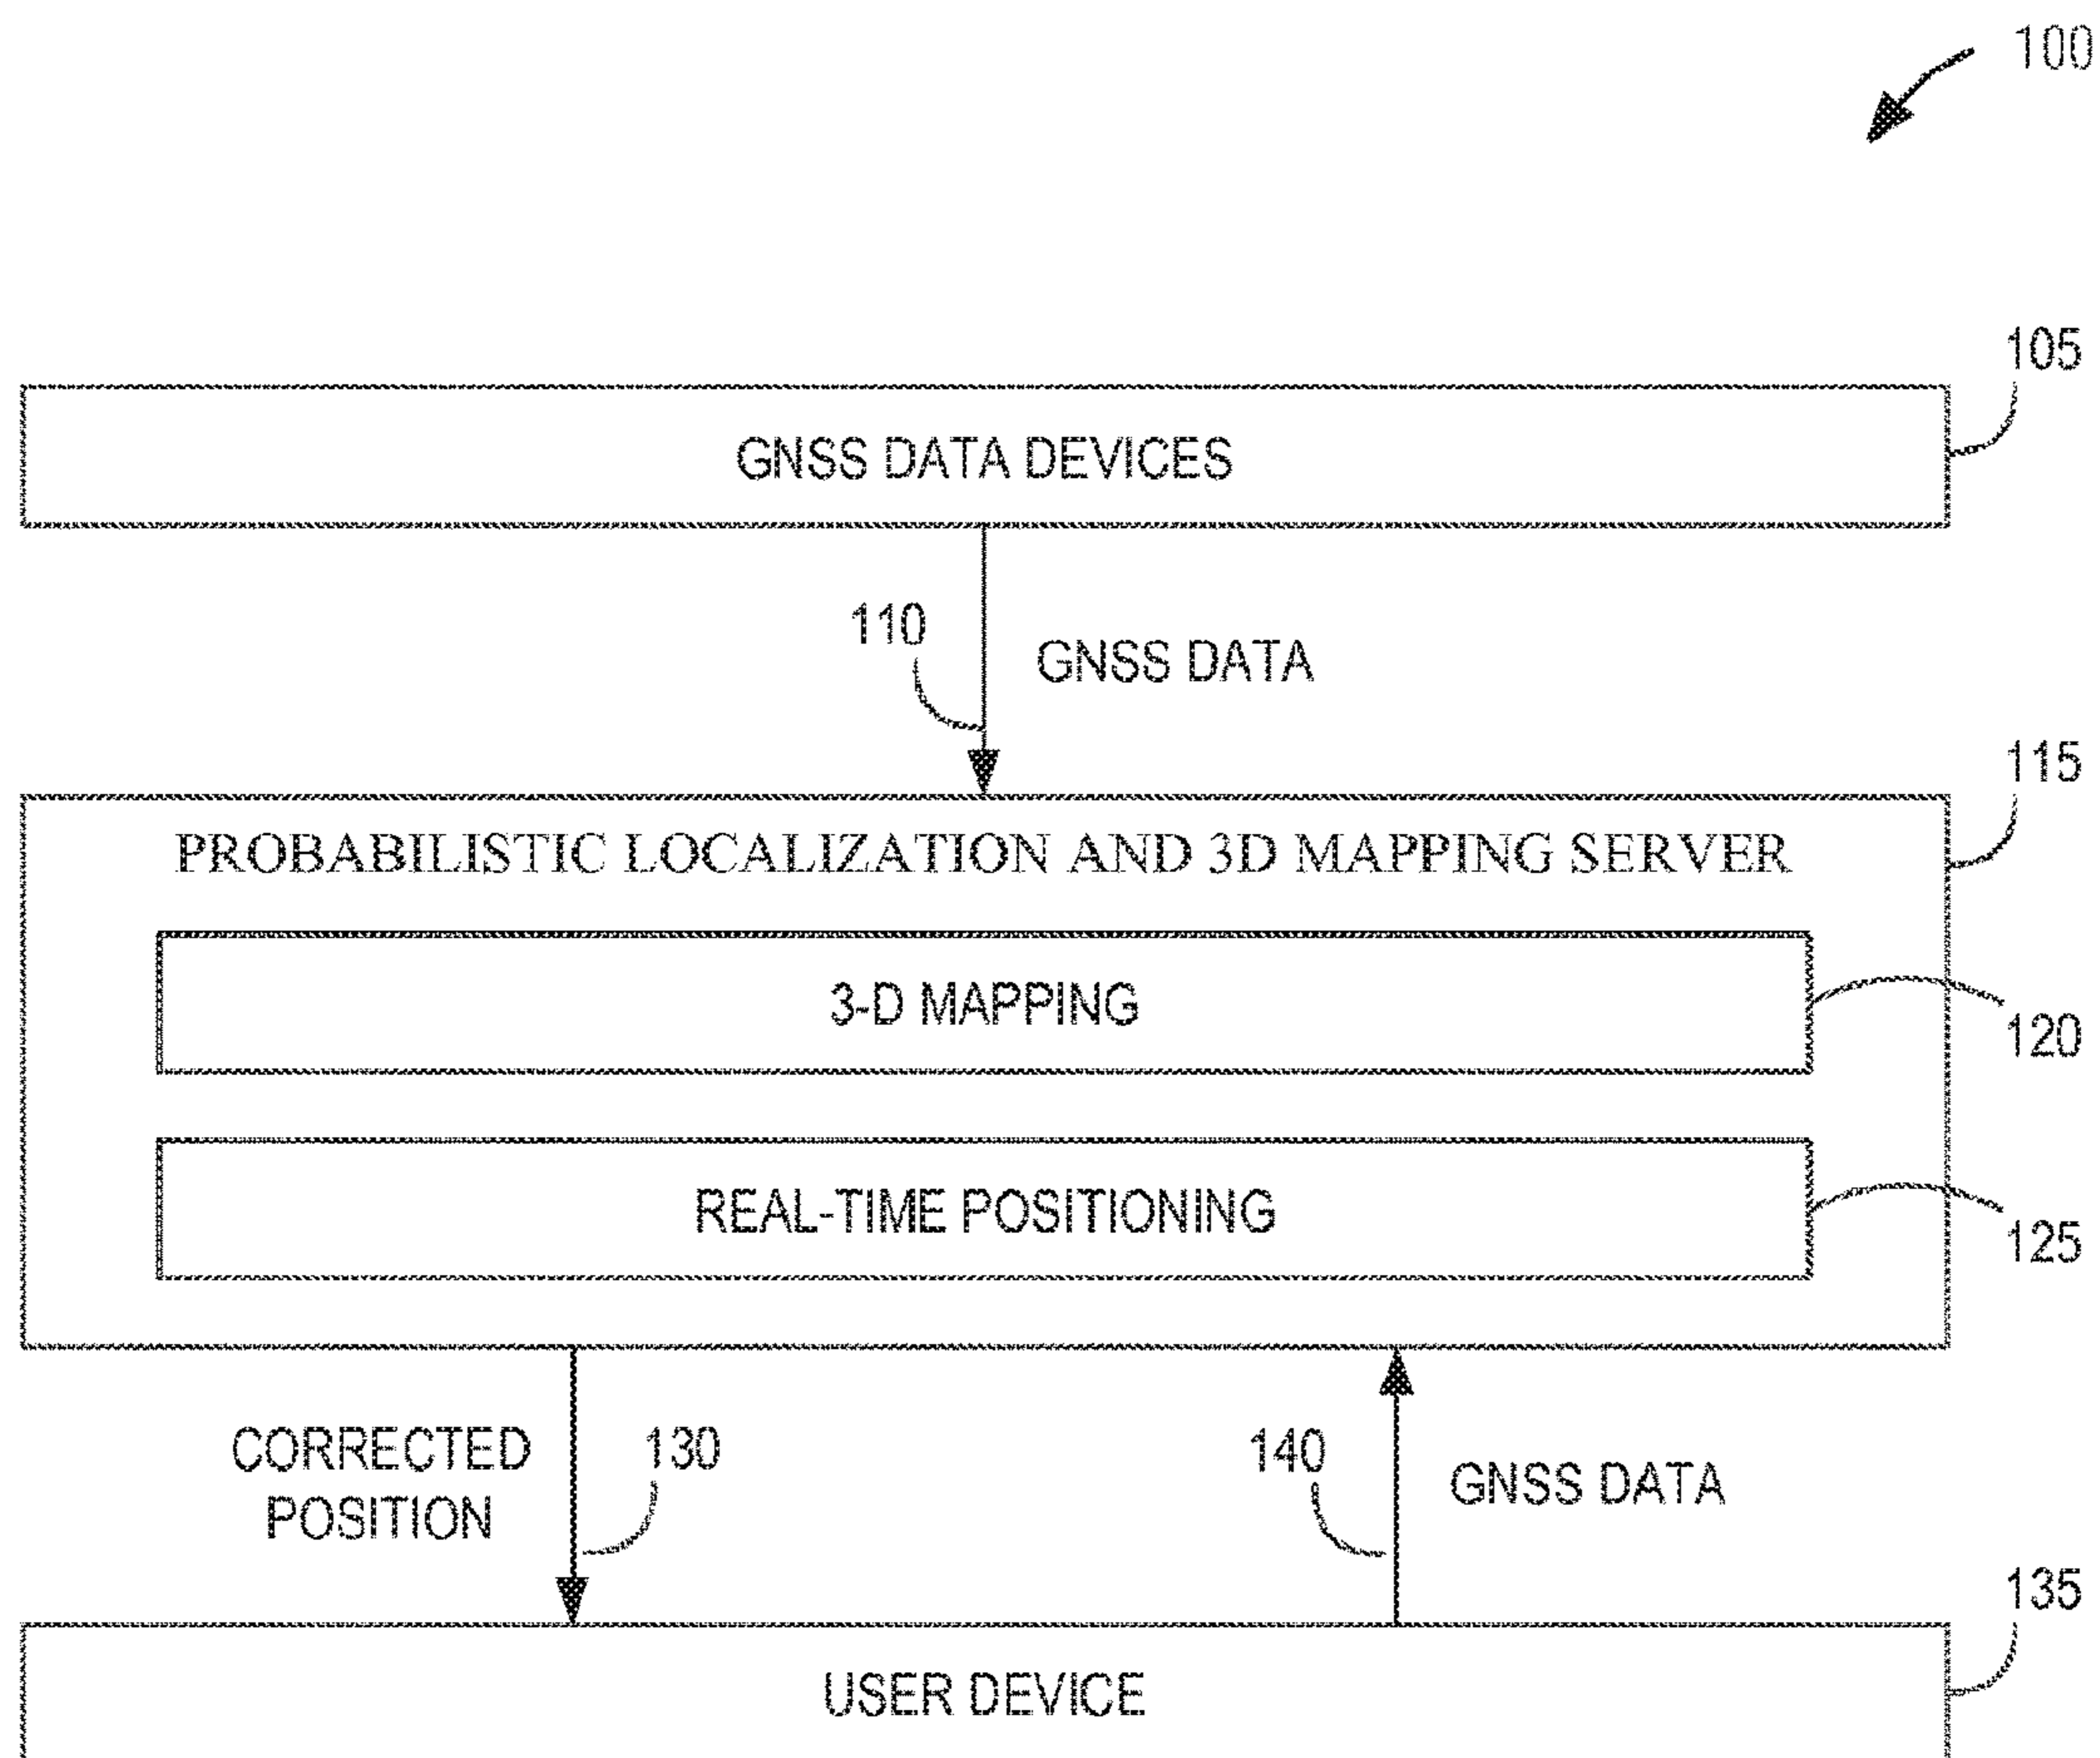 100
105
GNSS DATA DEVICES
110
GNSS DATA
115
PROBABILISTIC LOCALIZATION AND 3D MAPPING SERVER
3-D MAPPING
120
REAL-TIME POSITIONING
125
CORRECTED
POSITION
130
140
GNSS DATA
135
USER DEVICE